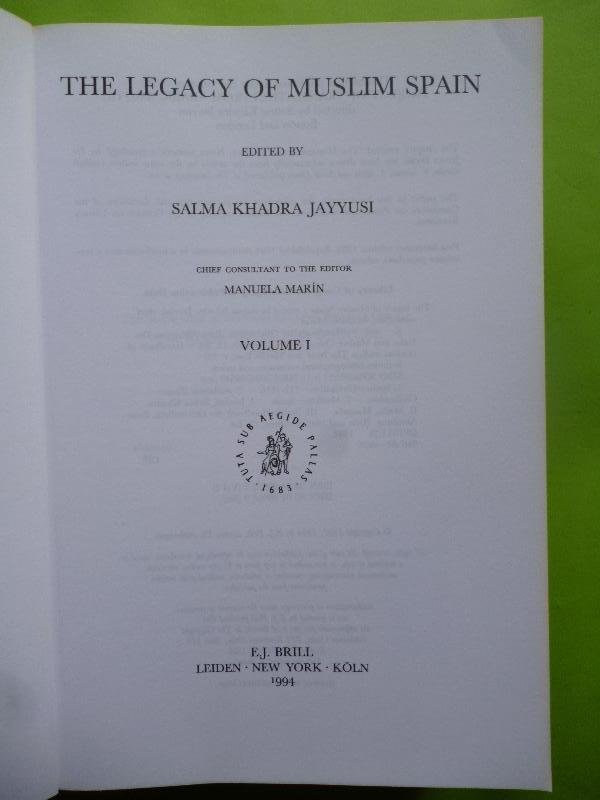 THE LEGACY OF MUSLIM SPAIN
EDITED BY
SALMA KHADRA JAYYUSI
CHIEF CONSULTANT TO THE EDITOR
MANUELA MARÍN
VOLUME I
TUTA SUB AEGIDE PALLAS
· 1683 ·
E.J. BRILL
LEIDEN · NEW YORK · KÖLN
1994